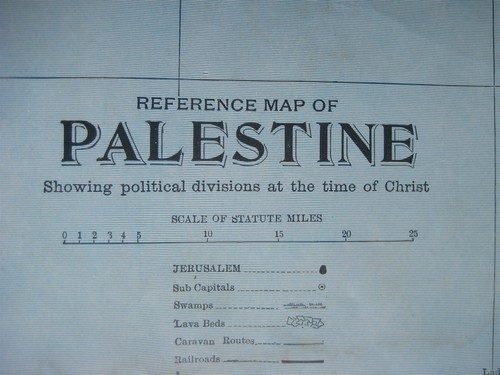 REFERENCE MAP OF
PALESTINE
Showing political divisions at the time of Christ
SCALE OF STATUTE MILES
0 1 2 3 4 5 10 15 20 25
JERUSALEM
Sub Capitals
Swamps
Lava Beds
Caravan Routes
Railroads